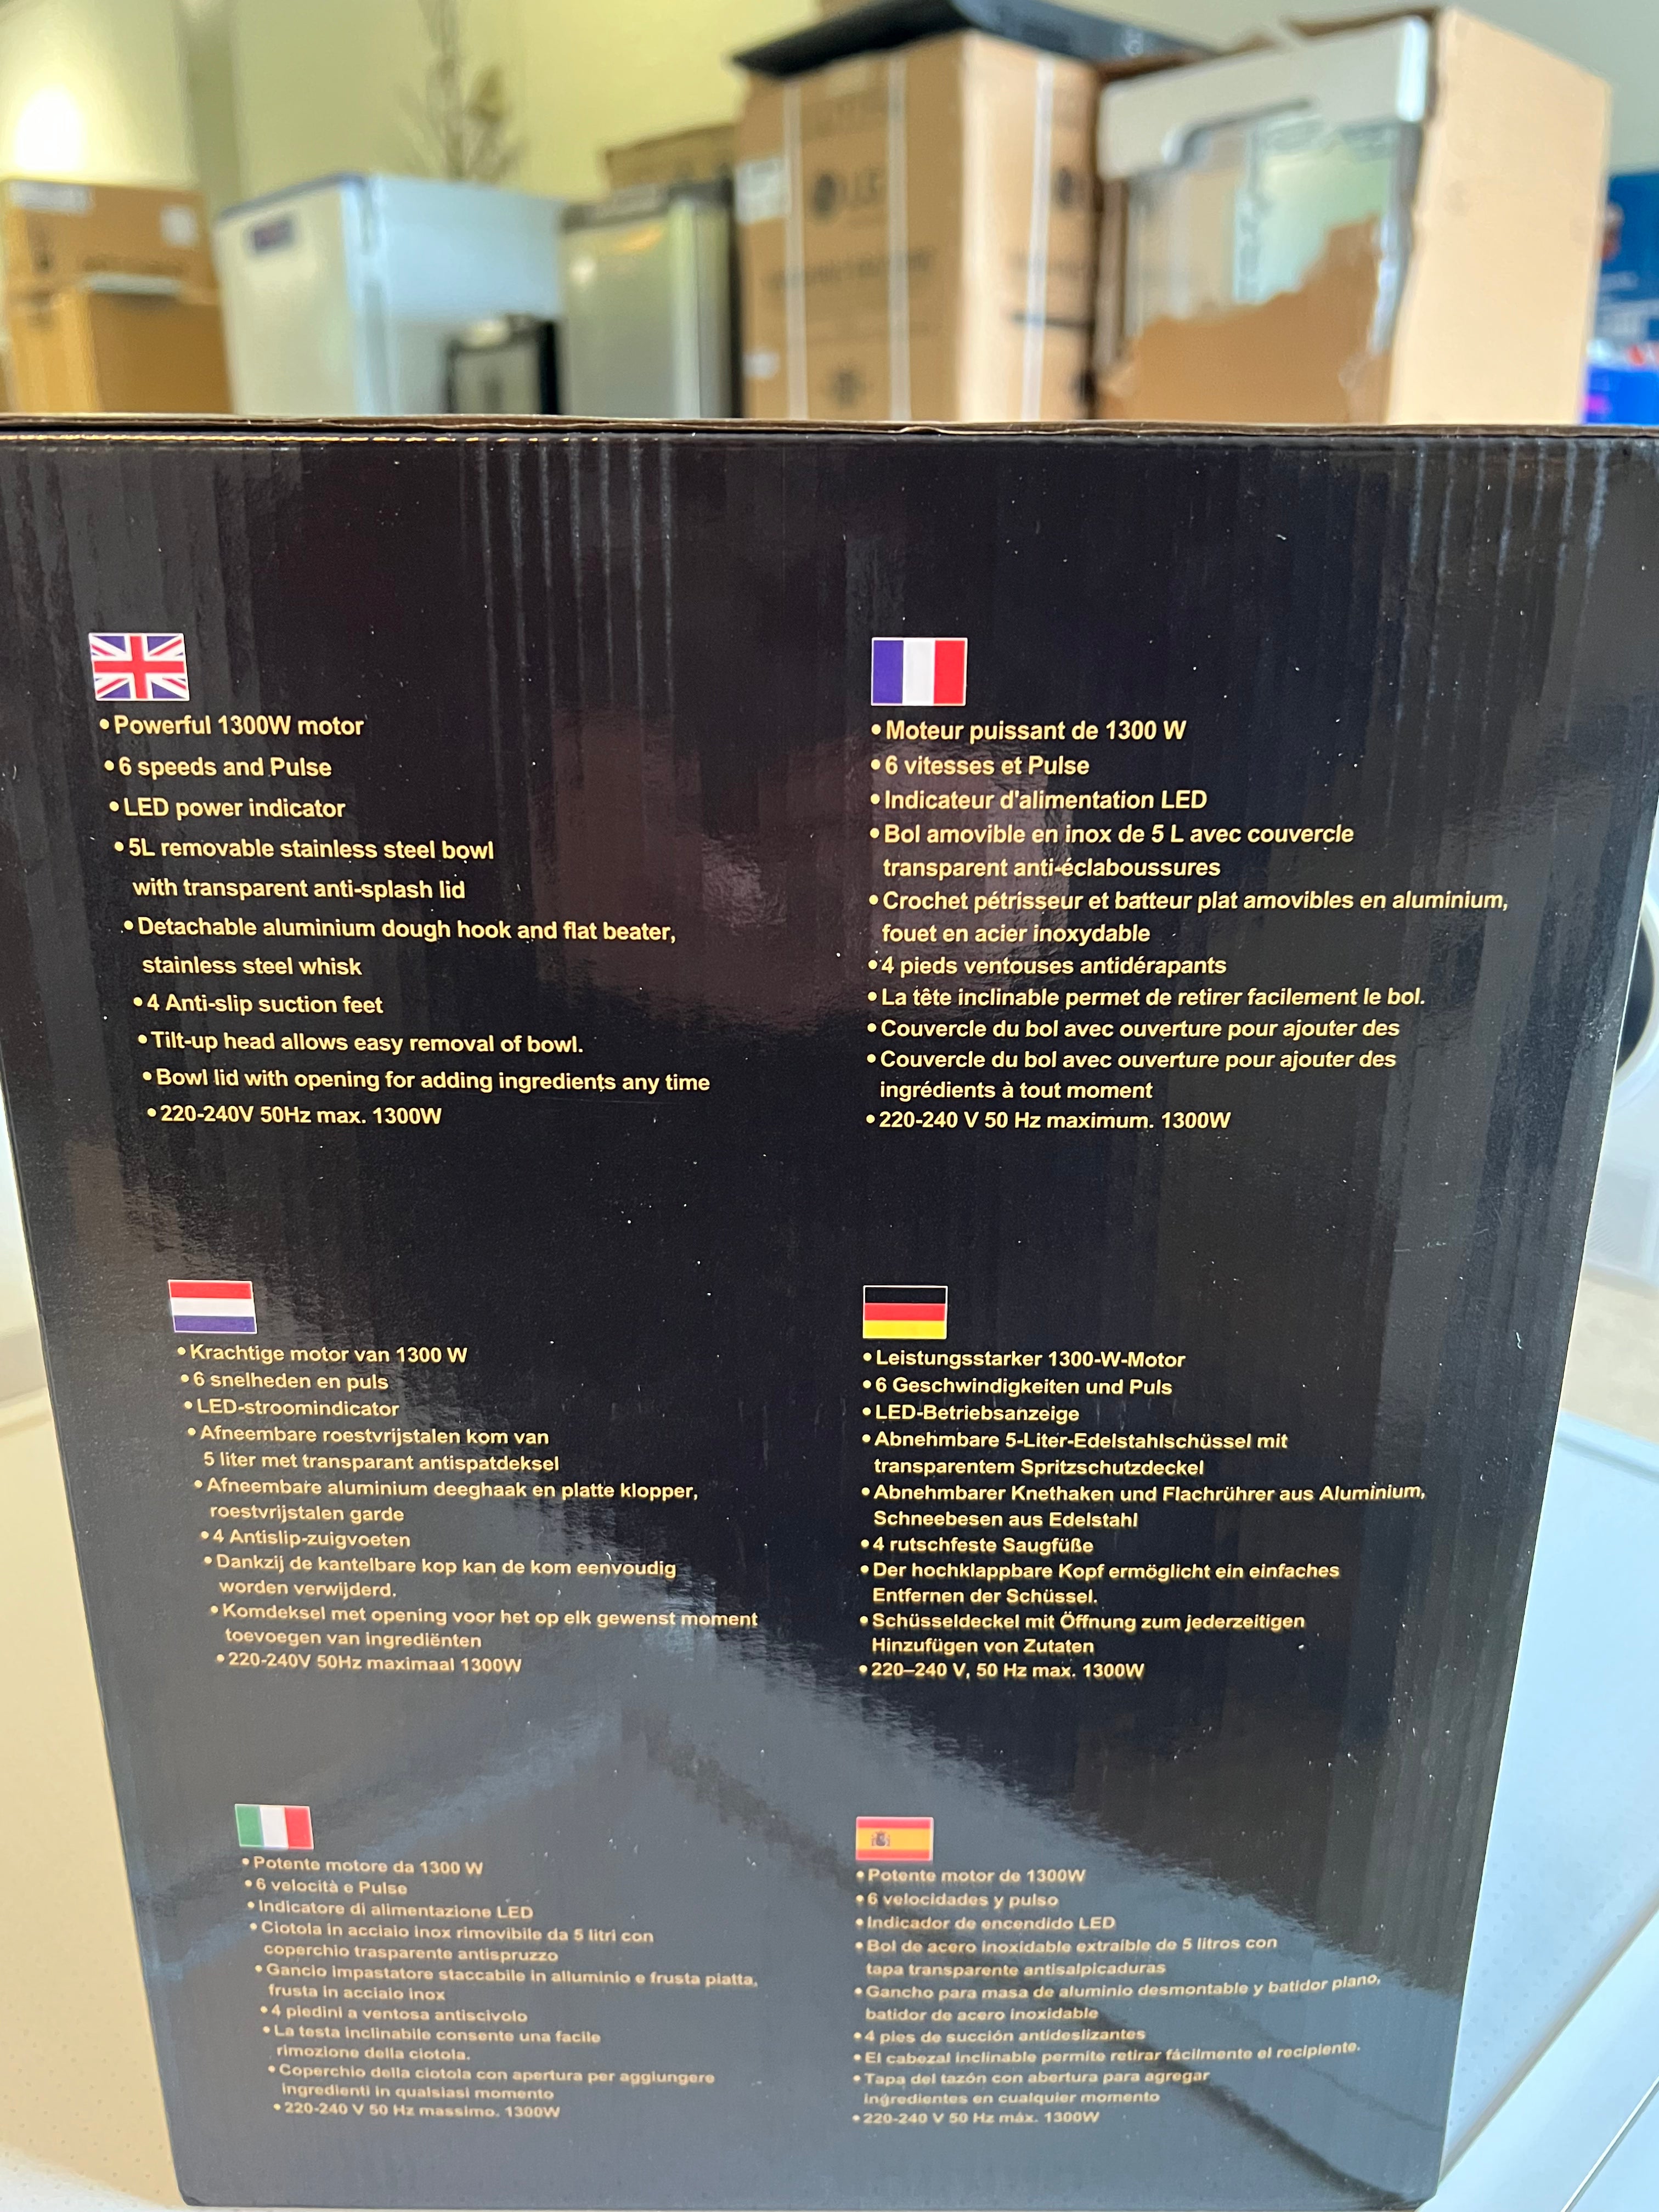 LG
• Powerful 1300W motor
• 6 speeds and Pulse
• LED power indicator
• 5L removable stainless steel bowl
with transparent anti-splash lid
• Detachable aluminium dough hook and flat beater,
stainless steel whisk
• 4 Anti-slip suction feet
• Tilt-up head allows easy removal of bowl.
• Bowl lid with opening for adding ingredients any time
• 220-240V 50Hz max. 1300W
• Moteur puissant de 1300 W
• 6 vitesses et Pulse
• Indicateur d'alimentation LED
• Bol amovible en inox de 5 L avec couvercle
transparent anti-éclaboussures
• Crochet pétrisseur et batteur plat amovibles en aluminium,
fouet en acier inoxydable
• 4 pieds ventouses antidérapants
• La tête inclinable permet de retirer facilement le bol.
• Couvercle du bol avec ouverture pour ajouter des
• Couvercle du bol avec ouverture pour ajouter des
ingrédients à tout moment
• 220-240 V 50 Hz maximum. 1300W
• Krachtige motor van 1300 W
• 6 snelheden en puls
• LED-stroomindicator
• Afneembare roestvrijstalen kom van
5 liter met transparant antispatdeksel
• Afneembare aluminium deeghaak en platte klopper,
roestvrijstalen garde
• 4 Antislip-zuigvoeten
• Dankzij de kantelbare kop kan de kom eenvoudig
worden verwijderd.
• Komdeksel met opening voor het op elk gewenst moment
toevoegen van ingrediënten
• 220-240V 50Hz maximaal 1300W
• Leistungsstarker 1300-W-Motor
• 6 Geschwindigkeiten und Puls
• LED-Betriebsanzeige
• Abnehmbare 5-Liter-Edelstahlschüssel mit
transparentem Spritzschutzdeckel
• Abnehmbarer Knethaken und Flachrührer aus Aluminium,
Schneebesen aus Edelstahl
• 4 rutschfeste Saugfüße
• Der hochklappbare Kopf ermöglicht ein einfaches
Entfernen der Schüssel.
• Schüsseldeckel mit Öffnung zum jederzeitigen
Hinzufügen von Zutaten
• 220–240 V, 50 Hz max. 1300W
• Potente motore da 1300 W
• 6 velocità e Pulse
• Indicatore di alimentazione LED
• Ciotola in acciaio inox rimovibile da 5 litri con
coperchio trasparente antispruzzo
• Gancio impastatore staccabile in alluminio e frusta piatta,
frusta in acciaio inox
• 4 piedini a ventosa antiscivolo
• La testa inclinabile consente una facile
rimozione della ciotola.
• Coperchio della ciotola con apertura per aggiungere
ingredienti in qualsiasi momento
• 220-240 V 50 Hz massimo. 1300W
• Potente motor de 1300W
• 6 velocidades y pulso
• Indicador de encendido LED
• Bol de acero inoxidable extraíble de 5 litros con
tapa transparente antisalpicaduras
• Gancho para masa de aluminio desmontable y batidor plano,
batidor de acero inoxidable
• 4 pies de succión antideslizantes
• El cabezal inclinable permite retirar fácilmente el recipiente.
• Tapa del tazón con abertura para agregar
ingredientes en cualquier momento
• 220-240 V 50 Hz máx. 1300W